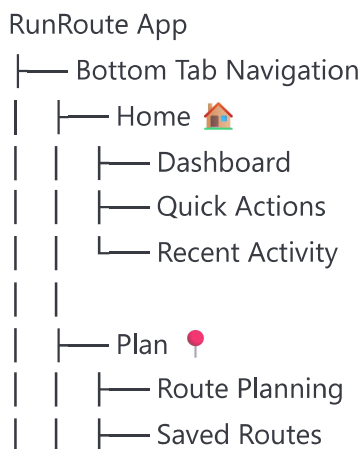 RunRoute App
├── Bottom Tab Navigation
│   ├── Home 🏠
│   │   ├── Dashboard
│   │   ├── Quick Actions
│   │   └── Recent Activity
│   │
│   ├── Plan 📍
│   │   ├── Route Planning
│   │   ├── Saved Routes